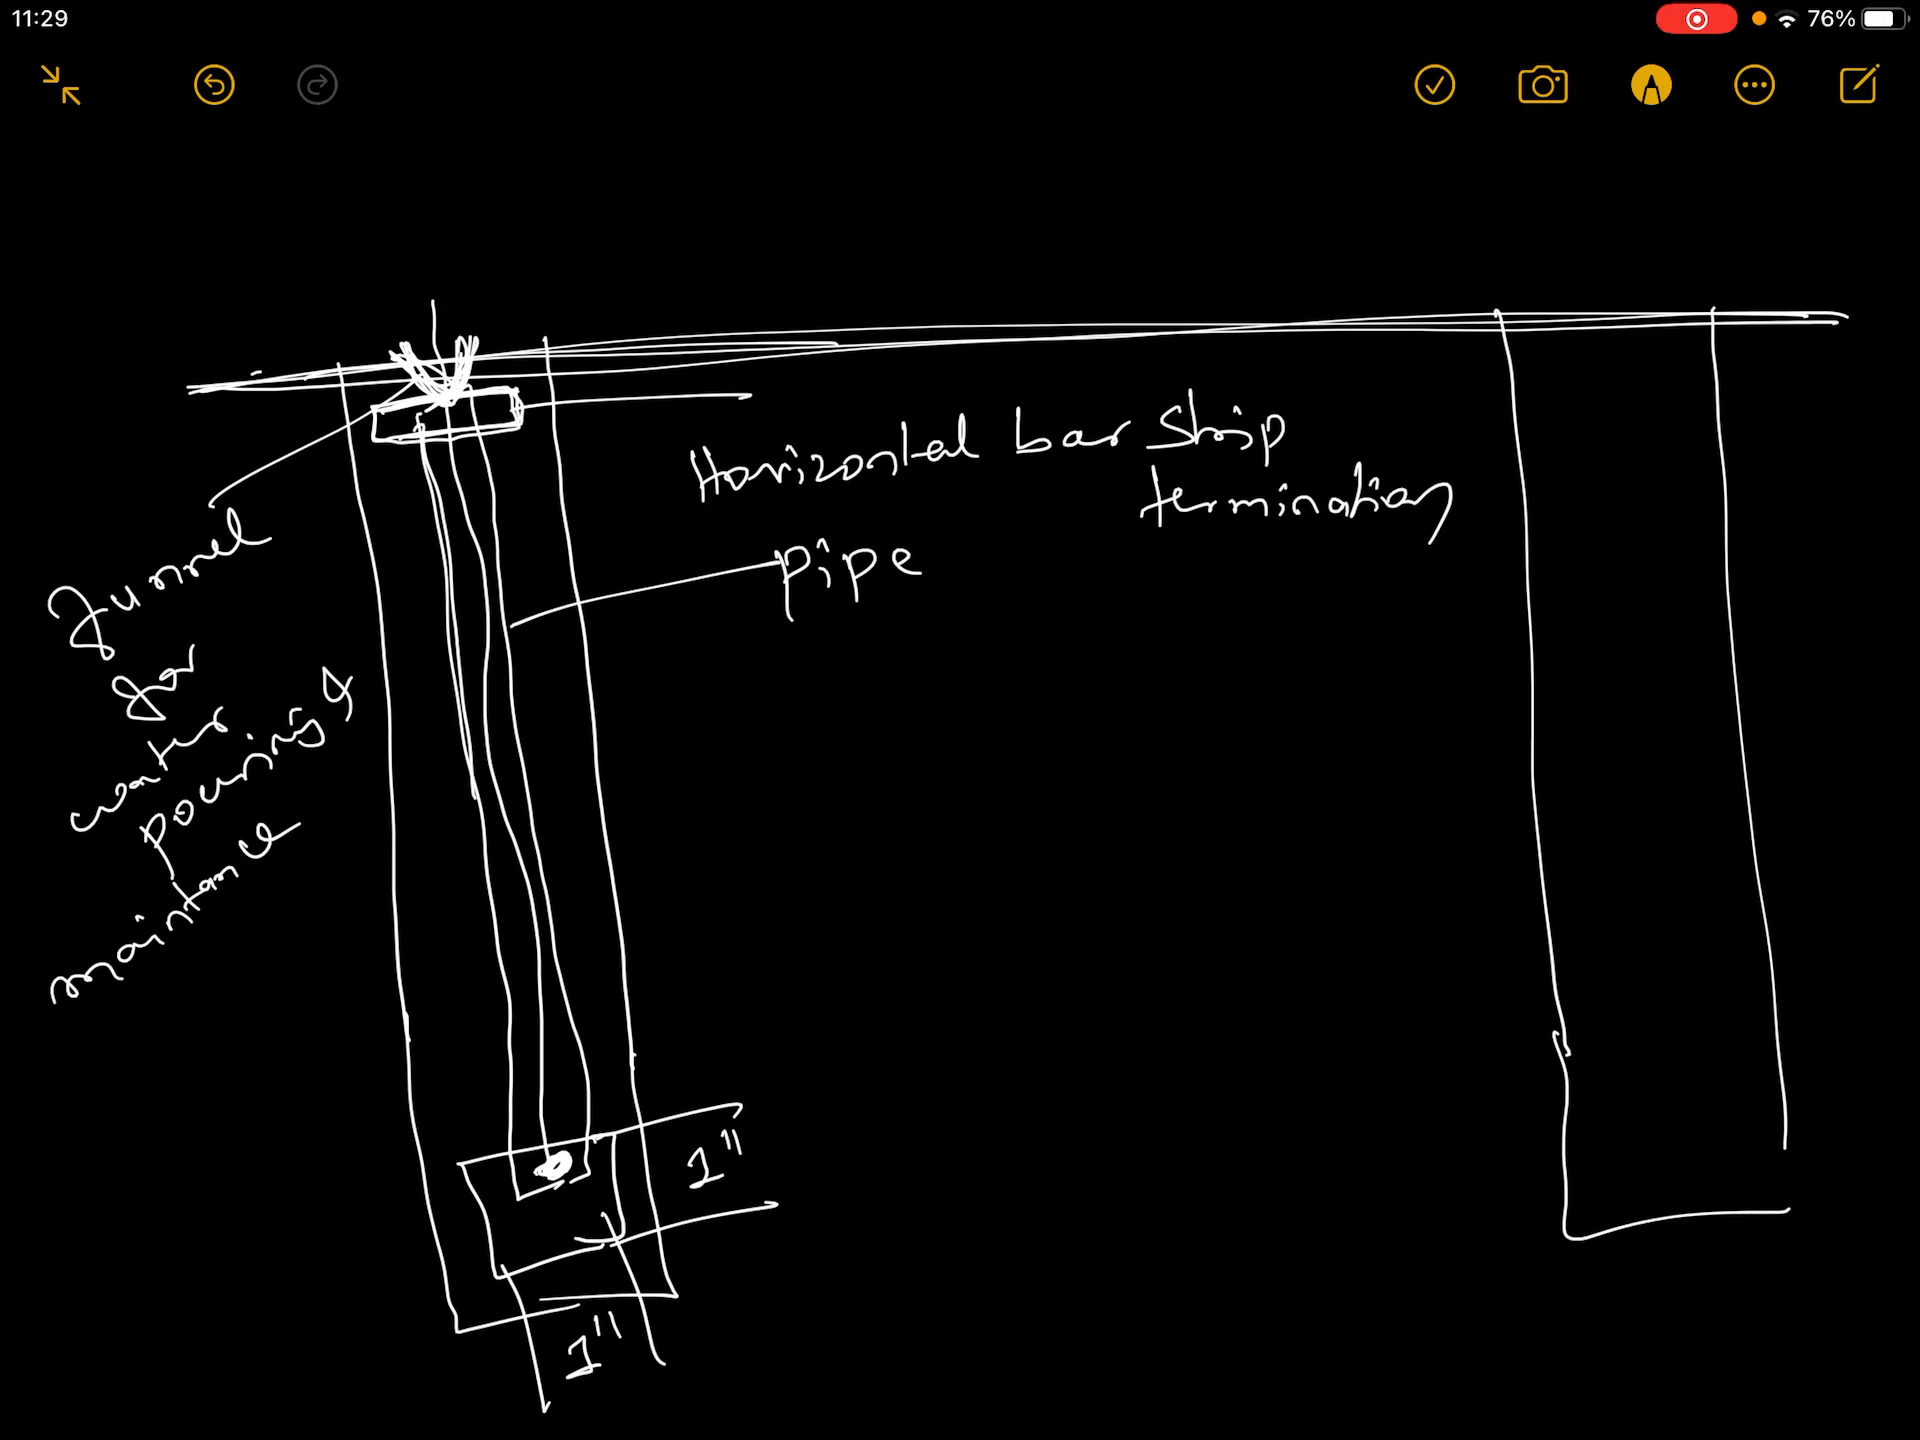 11:29
76%
Horizontal bar strip
termination
pipe
funnel
for
water
pouring &
maintance
1"
1"